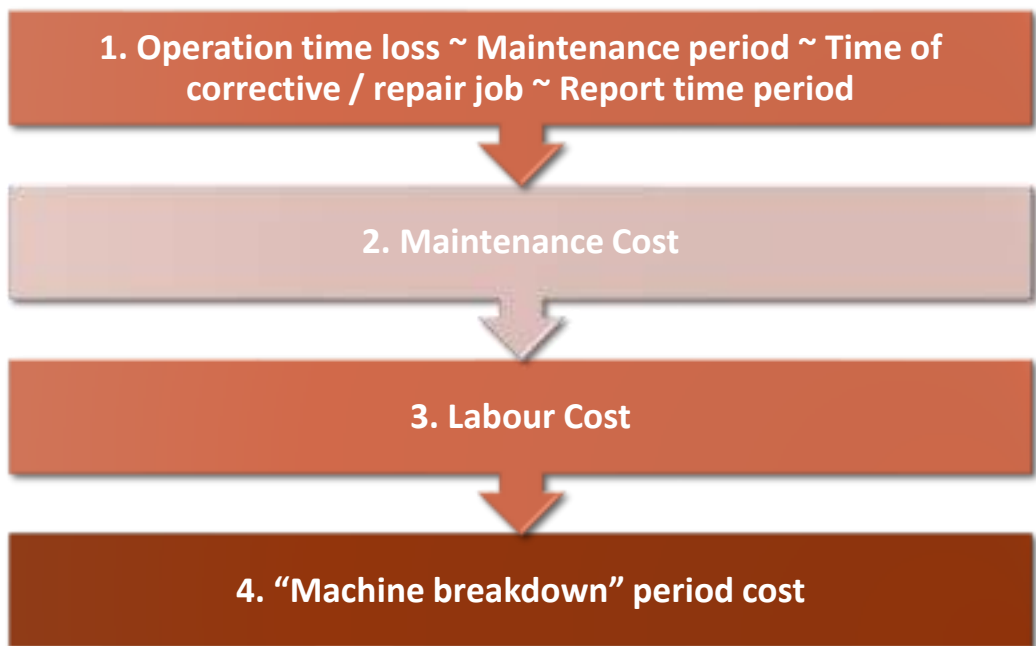 1. Operation time loss ~ Maintenance period ~ Time of
corrective / repair job ~ Report time period
2. Maintenance Cost
3. Labour Cost
4. “Machine breakdown” period cost